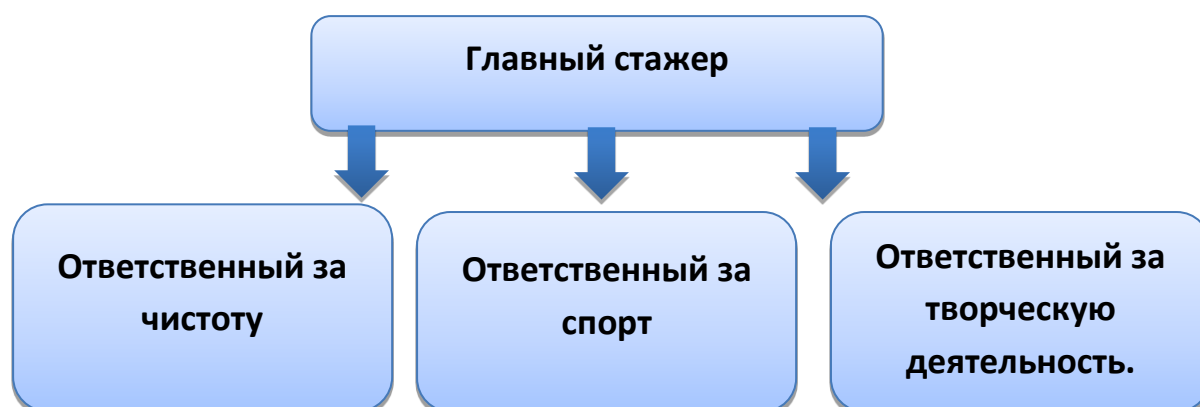 Главный стажер
Ответственный за
чистоту
Ответственный за
спорт
Ответственный за
творческую
деятельность.